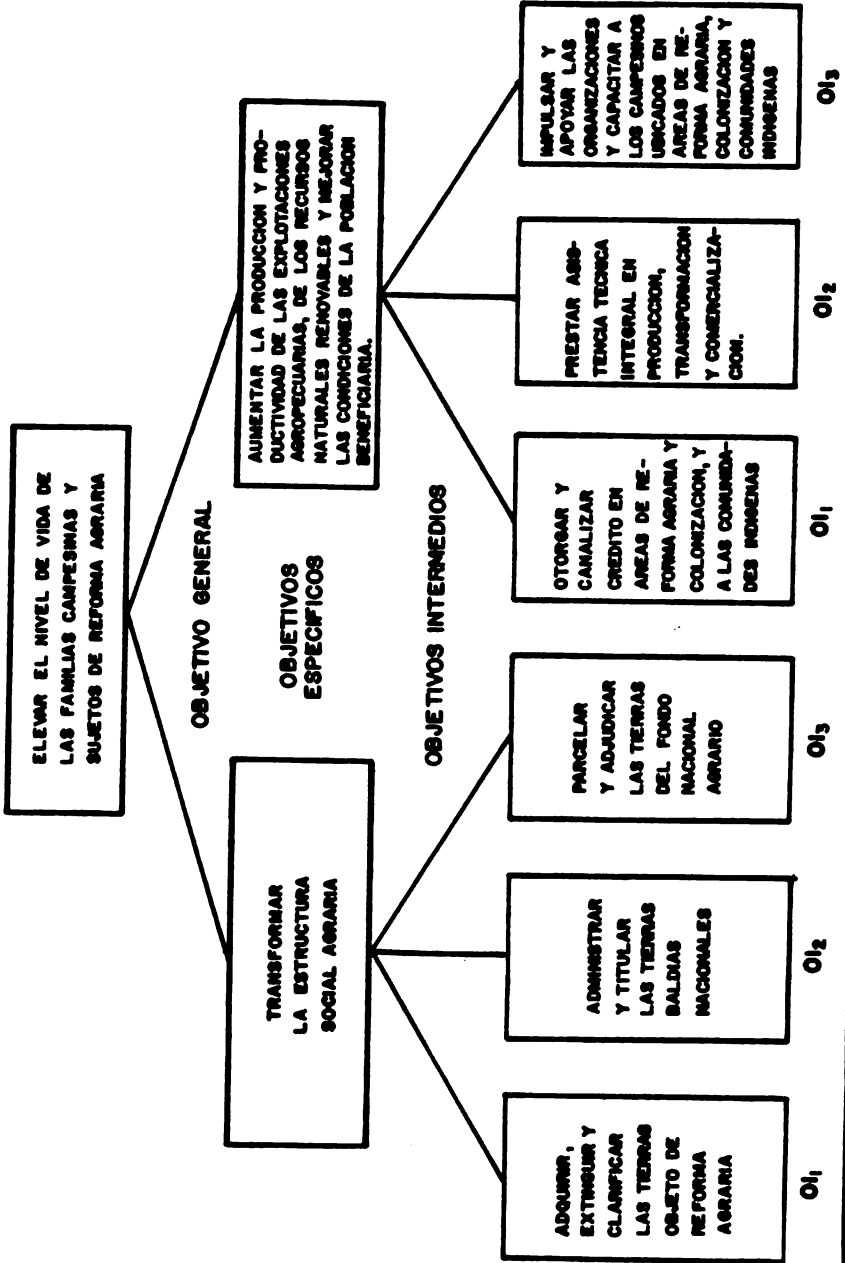 ELEVAR EL NIVEL DE VIDA DE
LAS FAMILIAS CAMPESINAS Y
SUJETOS DE REFORMA AGRARIA
OBJETIVO GENERAL
TRANSFORMAR
LA ESTRUCTURA
SOCIAL AGRARIA
OBJETIVOS
ESPECIFICOS
AUMENTAR LA PRODUCCION Y PRO-
DUCTIVIDAD DE LAS EXPLOTACIONES
AGROPECUARIAS, DE LOS RECURSOS
NATURALES RENOVABLES Y MEJORAR
LAS CONDICIONES DE LA POBLACION
BENEFICIARIA.
OBJETIVOS INTERMEDIOS
ADQUIRIR,
EXTINGUIR Y
CLARIFICAR
LAS TIERRAS
OBJETO DE
REFORMA
AGRARIA
OI1
ADMINISTRAR
Y TITULAR
LAS TIERRAS
BALDIAS
NACIONALES
OI2
PARCELAR
Y ADJUDICAR
LAS TIERRAS
DEL FONDO
NACIONAL
AGRARIO
OI3
OTORGAR Y
CANALIZAR
CREDITO EN
AREAS DE RE-
FORMA AGRARIA Y
COLONIZACION, Y
A LAS COMUNIDA-
DES INDIGENAS
OI1
PRESTAR ASIS-
TENCIA TECNICA
INTEGRAL EN
PRODUCCION,
TRANSFORMACION
Y COMERCIALIZA-
CION.
OI2
IMPULSAR Y
APOYAR LAS
ORGANIZACIONES
Y CAPACITAR A
LOS CAMPESINOS
UBICADOS EN
AREAS DE RE-
FORMA AGRARIA,
COLONIZACION Y
COMUNIDADES
INDIGENAS
OI3